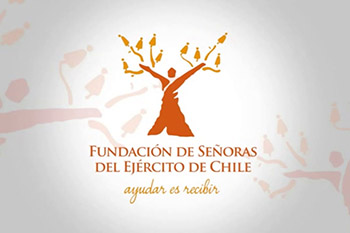 FUNDACIÓN DE SEÑORAS
DEL EJÉRCITO DE CHILE
ayudar es recibir